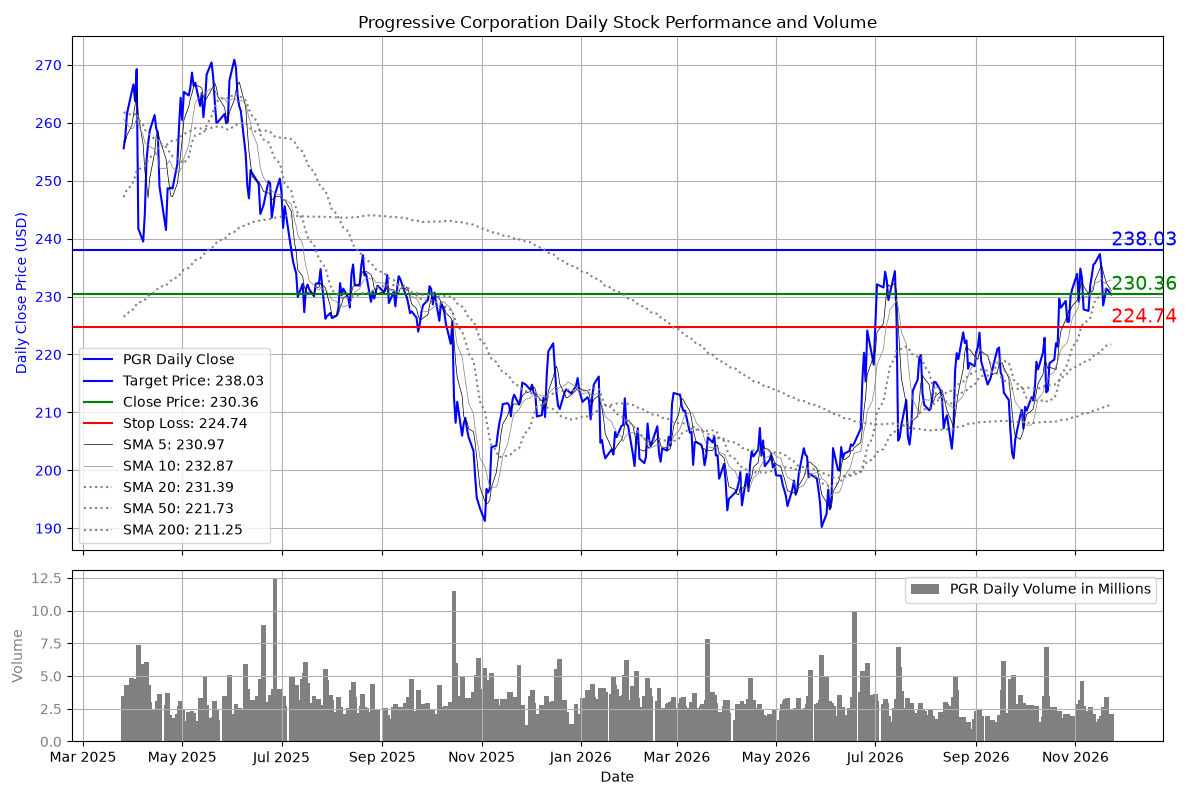 Progressive Corporation Daily Stock Performance and Volume
Daily Close Price (USD)
270
260
250
240
230
220
210
200
190
238.03
230.36
224.74
PGR Daily Close
Target Price: 238.03
Close Price: 230.36
Stop Loss: 224.74
SMA 5: 230.97
SMA 10: 232.87
SMA 20: 231.39
SMA 50: 221.73
SMA 200: 211.25
Volume
12.5
10.0
7.5
5.0
2.5
0.0
PGR Daily Volume in Millions
Mar 2025 May 2025 Jul 2025 Sep 2025 Nov 2025 Jan 2026 Mar 2026 May 2026 Jul 2026 Sep 2026 Nov 2026
Date